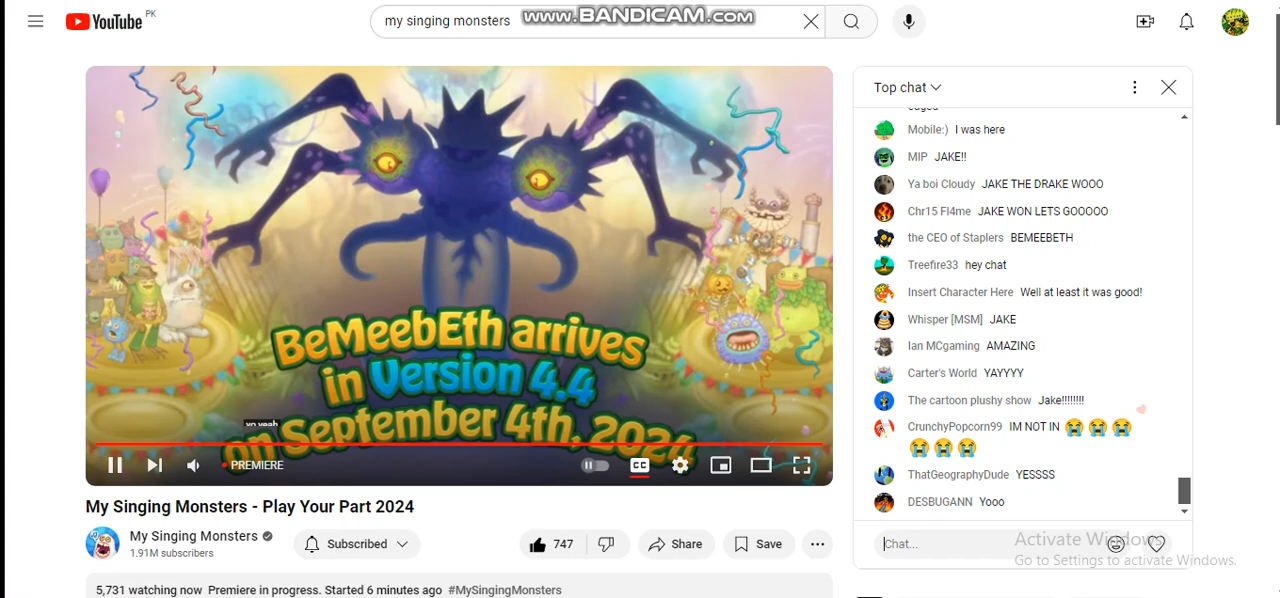 YouTube PK
my singing monsters
WWW.BANDICAM.COM
BeMeebEth arrives
in Version 4.4
on September 4th, 2024
yo yeah
PREMIERE
CC
My Singing Monsters - Play Your Part 2024
My Singing Monsters
1.91M subscribers
Subscribed
747
Share
Save
5,731 watching now Premiere in progress. Started 6 minutes ago #MySingingMonsters
Top chat
Mobile:) I was here
MIP JAKE!!
Ya boi Cloudy JAKE THE DRAKE WOOO
Chr15 Fl4me JAKE WON LETS GOOOOO
the CEO of Staplers BEMEEBETH
Treefire33 hey chat
Insert Character Here Well at least it was good!
Whisper [MSM] JAKE
Ian MCgaming AMAZING
Carter's World YAYYYY
The cartoon plushy show Jake!!!!!!!!
CrunchyPopcorn99 IM NOT IN 😭😭😭
😭😭😭
ThatGeographyDude YESSSS
DESBUGANN Yooo
Chat...
Activate Windows
Go to Settings to activate Windows.